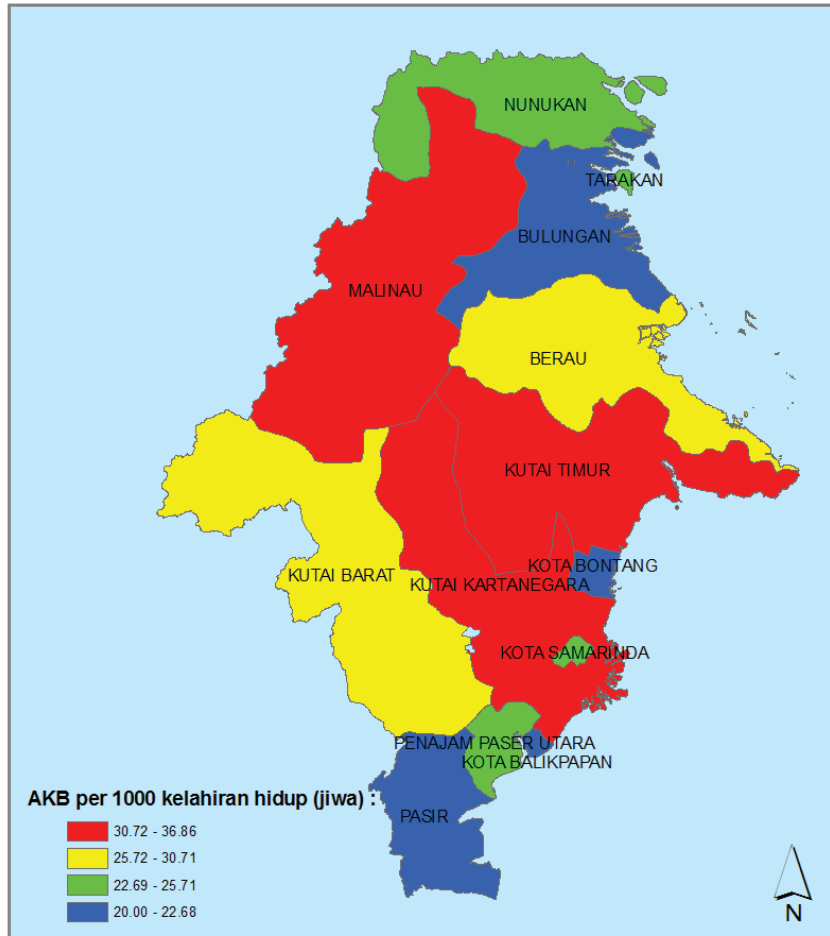 NUNUKAN
TARAKAN
BULUNGAN
MALINAU
BERAU
KUTAI TIMUR
KOTA BONTANG
KUTAI BARAT
KUTAI KARTANEGARA
KOTA SAMARINDA
PENAJAM PASER UTARA
KOTA BALIKPAPAN
PASIR
AKB per 1000 kelahiran hidup (jiwa) :
30.72 - 36.86
25.72 - 30.71
22.69 - 25.71
20.00 - 22.68
N